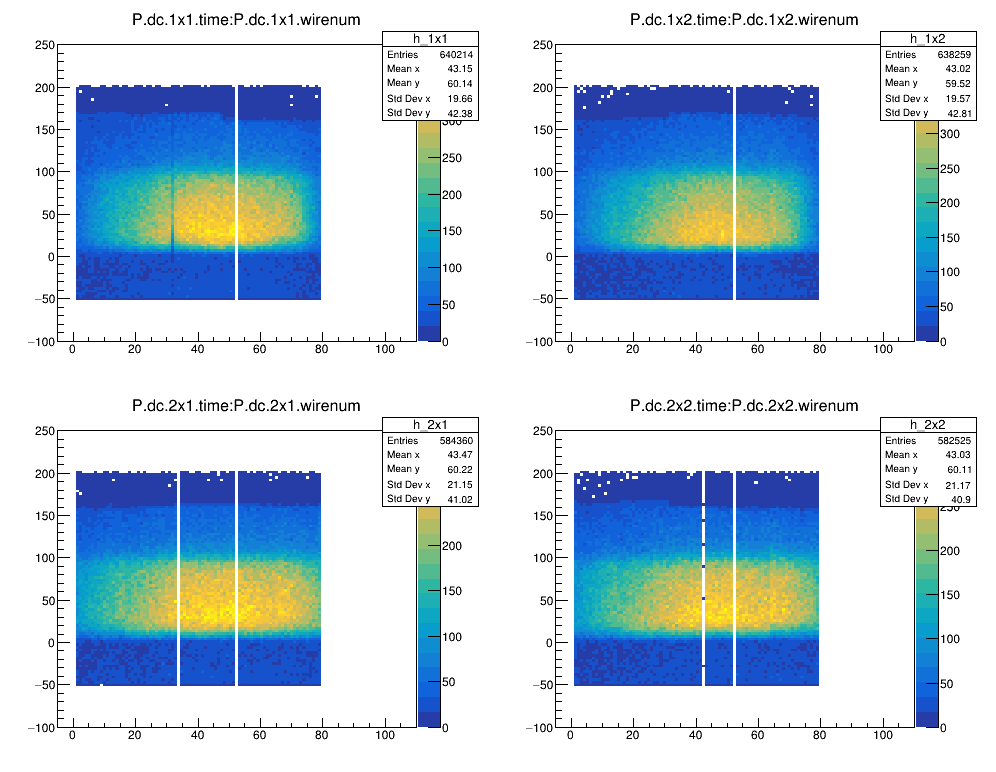 P.dc.1x1.time:P.dc.1x1.wirenum
h_1x1
Entries 640214
Mean x 43.15
Mean y 60.14
Std Dev x 19.66
Std Dev y 42.38
250
200
150
100
50
0
−50
−100
0 20 40 60 80 100
300
250
200
150
100
50
0
P.dc.1x2.time:P.dc.1x2.wirenum
h_1x2
Entries 638259
Mean x 43.02
Mean y 59.52
Std Dev x 19.57
Std Dev y 42.81
250
200
150
100
50
0
−50
−100
0 20 40 60 80 100
300
250
200
150
100
50
0
P.dc.2x1.time:P.dc.2x1.wirenum
h_2x1
Entries 584360
Mean x 43.47
Mean y 60.22
Std Dev x 21.15
Std Dev y 41.02
250
200
150
100
50
0
−50
−100
0 20 40 60 80 100
200
150
100
50
0
P.dc.2x2.time:P.dc.2x2.wirenum
h_2x2
Entries 582525
Mean x 43.03
Mean y 60.11
Std Dev x 21.17
Std Dev y 40.9
250
200
150
100
50
0
−50
−100
0 20 40 60 80 100
250
200
150
100
50
0